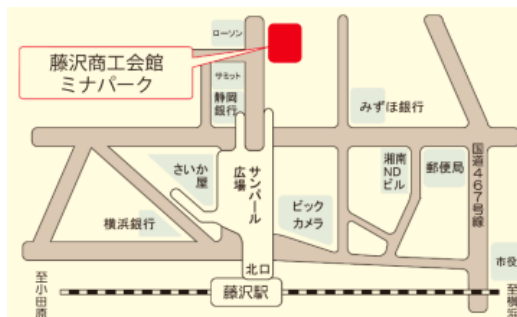 ローソン
藤沢商工会館
ミナパーク
サミット
静岡
銀行
みずほ銀行
さいか
屋
サンパール
広場
湘南
ND
ビル
郵便局
国道467号線
横浜銀行
ビック
カメラ
市役
北口
藤沢駅
至小田原
至横浜